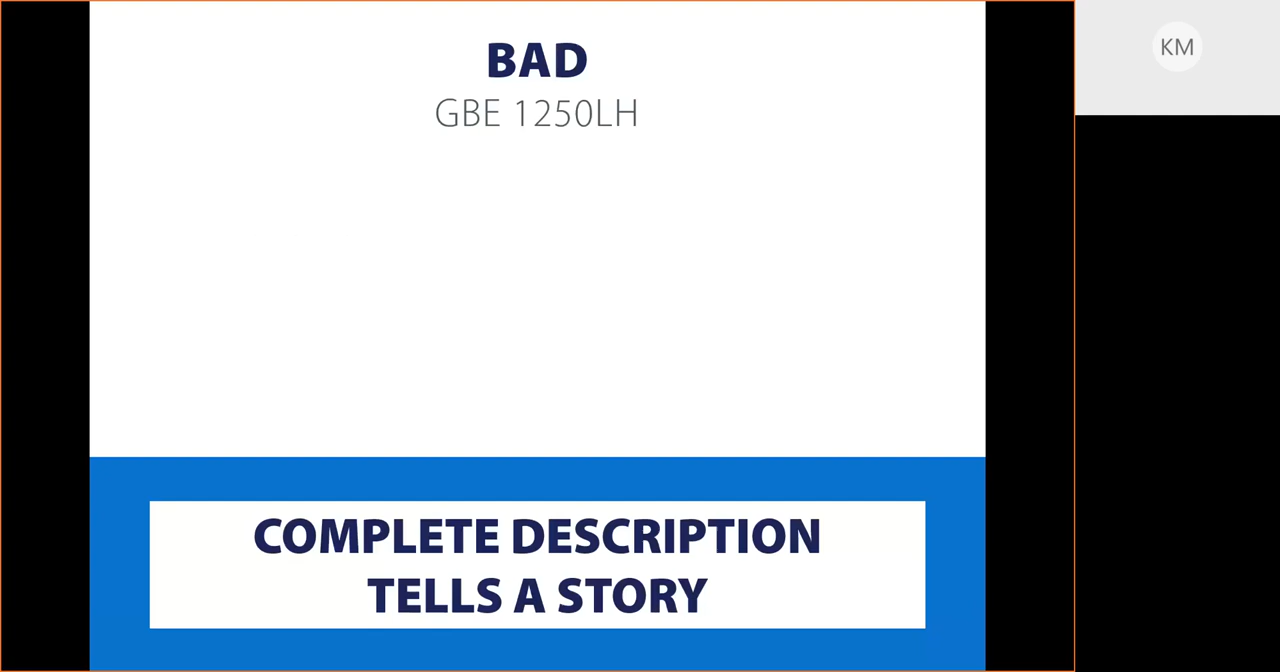 BAD
GBE 1250LH
KM
COMPLETE DESCRIPTION
TELLS A STORY